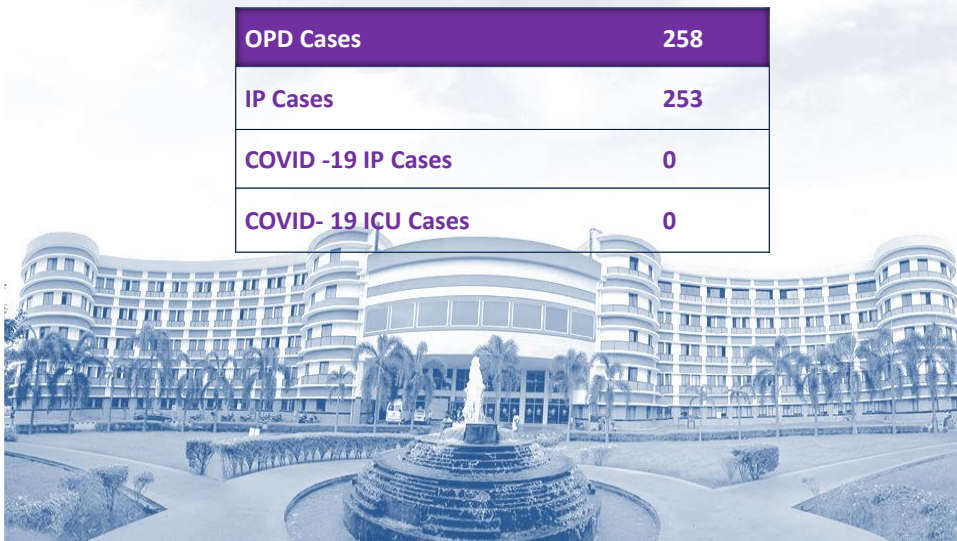 OPD Cases 258
IP Cases 253
COVID -19 IP Cases 0
COVID- 19 ICU Cases 0